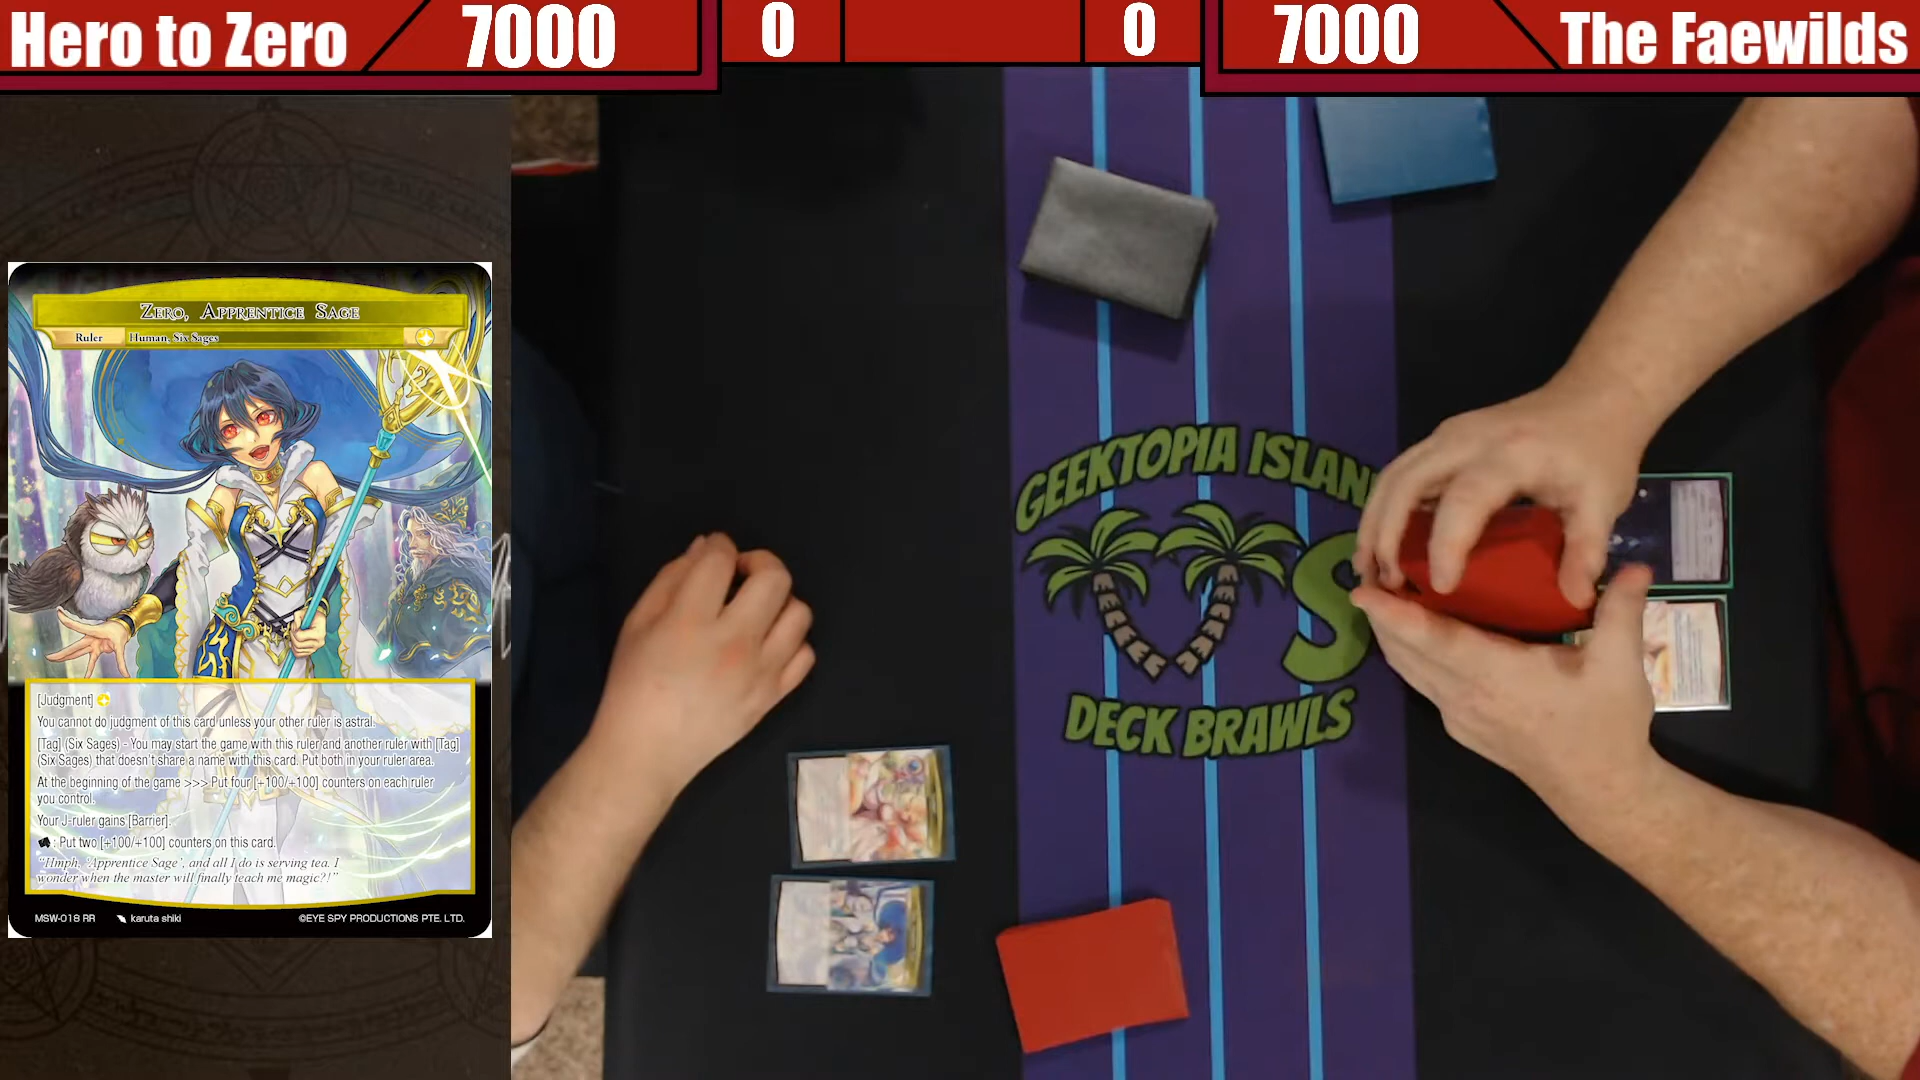 Hero to Zero
7000
0
0
7000
The Faewilds
Zero, Apprentice Sage
Ruler
Human, Six Sages
[Judgment]
You cannot do judgment of this card unless your other ruler is astral.
[Tag] (Six Sages) - You may start the game with this ruler and another ruler with [Tag]
(Six Sages) that doesn't share a name with this card. Put both in your ruler area.
At the beginning of the game >>> Put four [+100/+100] counters on each ruler
you control.
Your J-ruler gains [Barrier].
: Put two [+100/+100] counters on this card.
"Hmph, 'Apprentice Sage', and all I do is serving tea. I
wonder when the master will finally teach me magic?!"
MSW-018 RR
karuta shiki
©EYE SPY PRODUCTIONS PTE. LTD.
GEEKTOPIA ISLAN
S
DECK BRAWLS